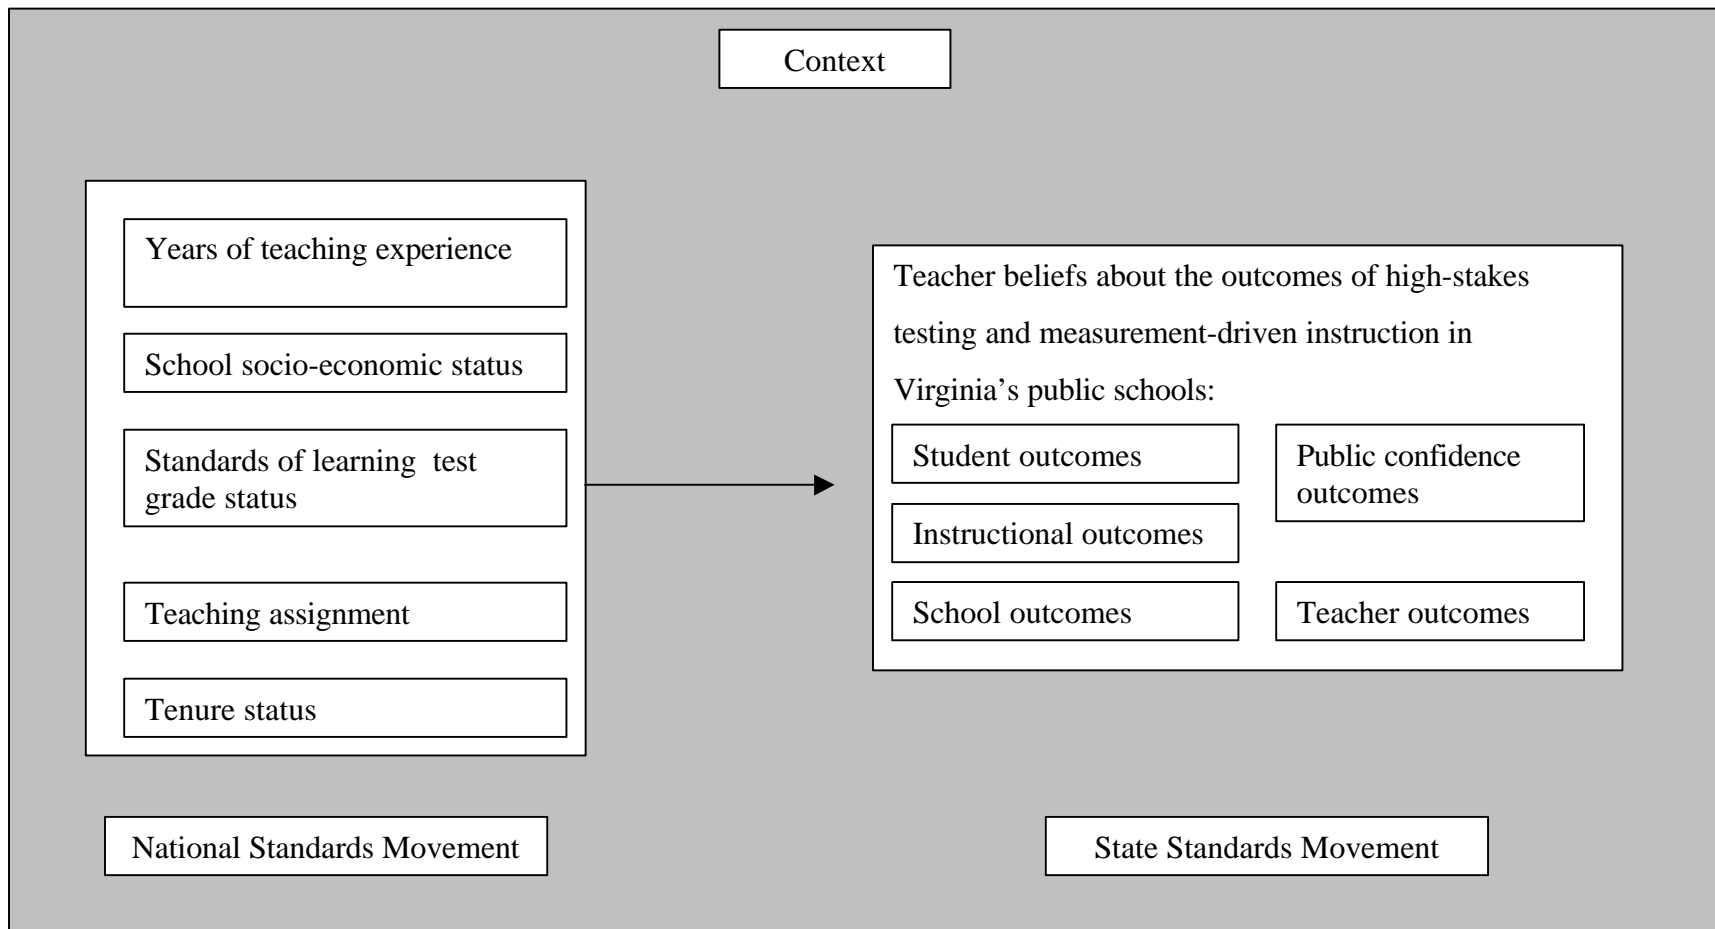 Context
Years of teaching experience
School socio-economic status
Standards of learning  test
grade status
Teaching assignment
Tenure status
Teacher beliefs about the outcomes of high-stakes
testing and measurement-driven instruction in
Virginia’s public schools:
Student outcomes
Public confidence
outcomes
Instructional outcomes
School outcomes
Teacher outcomes
National Standards Movement
State Standards Movement